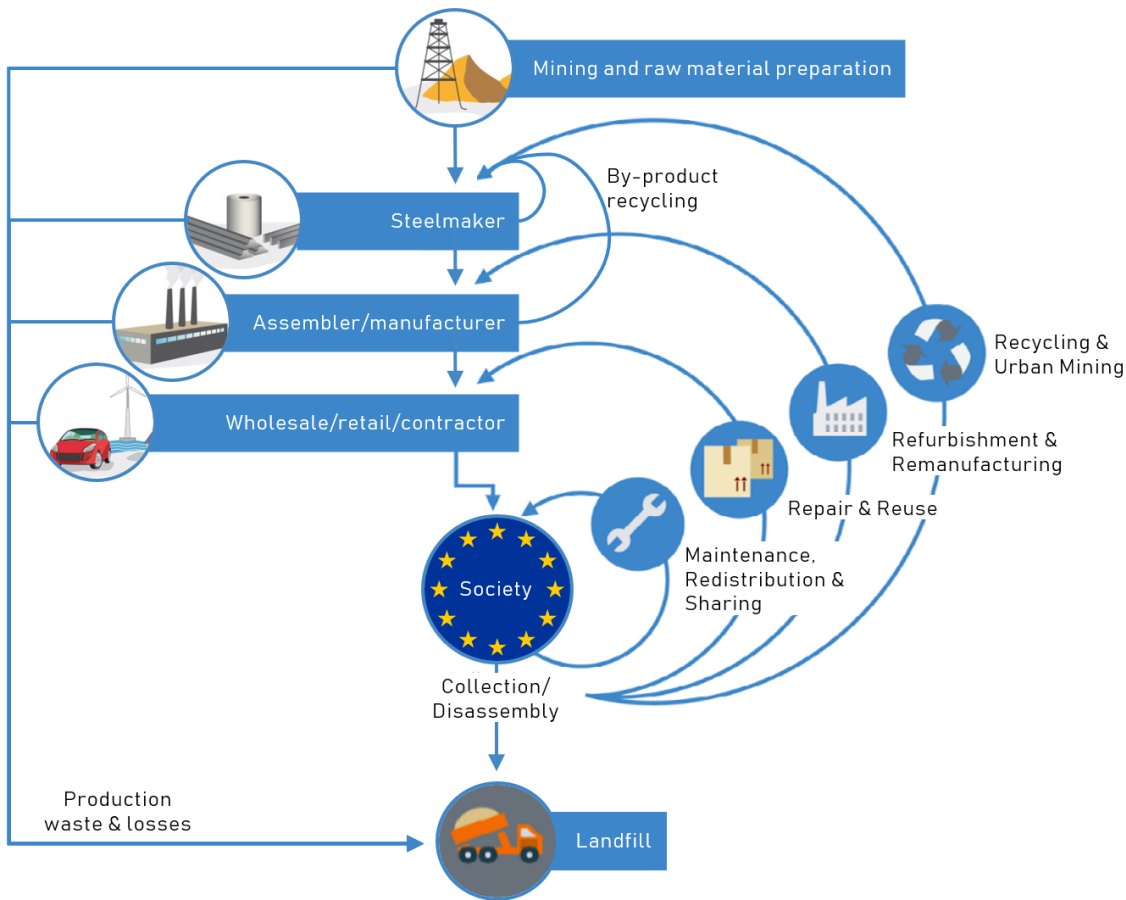 Mining and raw material preparation
By-product
recycling
Steelmaker
Assembler/manufacturer
Recycling &
Urban Mining
Wholesale/retail/contractor
Refurbishment &
Remanufacturing
Repair & Reuse
Maintenance,
Redistribution &
Sharing
Society
Collection/
Disassembly
Production
waste & losses
Landfill